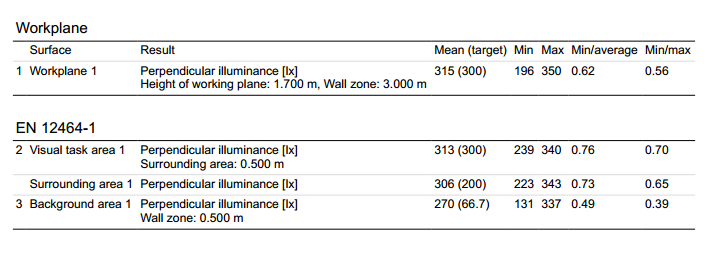 Workplane
Surface Result Mean (target) Min Max Min/average Min/max
1 Workplane 1 Perpendicular illuminance [lx] 315 (300) 196 350 0.62 0.56
Height of working plane: 1.700 m, Wall zone: 3.000 m
EN 12464-1
2 Visual task area 1 Perpendicular illuminance [lx] 313 (300) 239 340 0.76 0.70
Surrounding area: 0.500 m
Surrounding area 1 Perpendicular illuminance [lx] 306 (200) 223 343 0.73 0.65
3 Background area 1 Perpendicular illuminance [lx] 270 (66.7) 131 337 0.49 0.39
Wall zone: 0.500 m